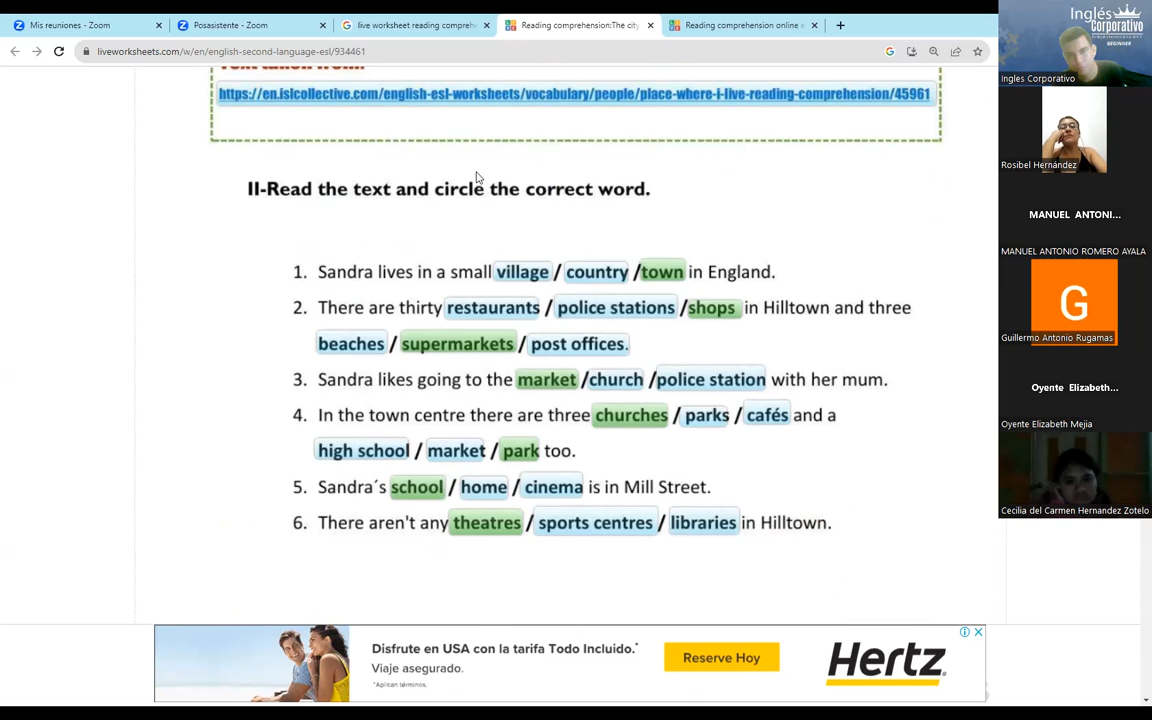 Mis reuniones - Zoom
Posasistente - Zoom
live worksheet reading compreh
Reading comprehension:The city
Reading comprehension online e
liveworksheets.com/w/en/english-second-language-esl/934461
https://en.islcollective.com/english-esl-worksheets/vocabulary/people/place-where-i-live-reading-comprehension/45961
II-Read the text and circle the correct word.
1. Sandra lives in a small village / country /town in England.
2. There are thirty restaurants / police stations /shops in Hilltown and three
beaches / supermarkets / post offices.
3. Sandra likes going to the market /church /police station with her mum.
4. In the town centre there are three churches / parks / cafés and a
high school / market / park too.
5. Sandra´s school / home / cinema is in Mill Street.
6. There aren't any theatres / sports centres / libraries in Hilltown.
Disfrute en USA con la tarifa Todo Incluido.*
Viaje asegurado.
*Aplican términos.
Reserve Hoy
Hertz
Inglés
Corporativo
BEGINNER
Ingles Corporativo
Rosibel Hernández
MANUEL ANTONI...
MANUEL ANTONIO ROMERO AYALA
G
Guillermo Antonio Rugamas
Oyente Elizabeth...
Oyente Elizabeth Mejia
Cecilia del Carmen Hernandez Zotelo